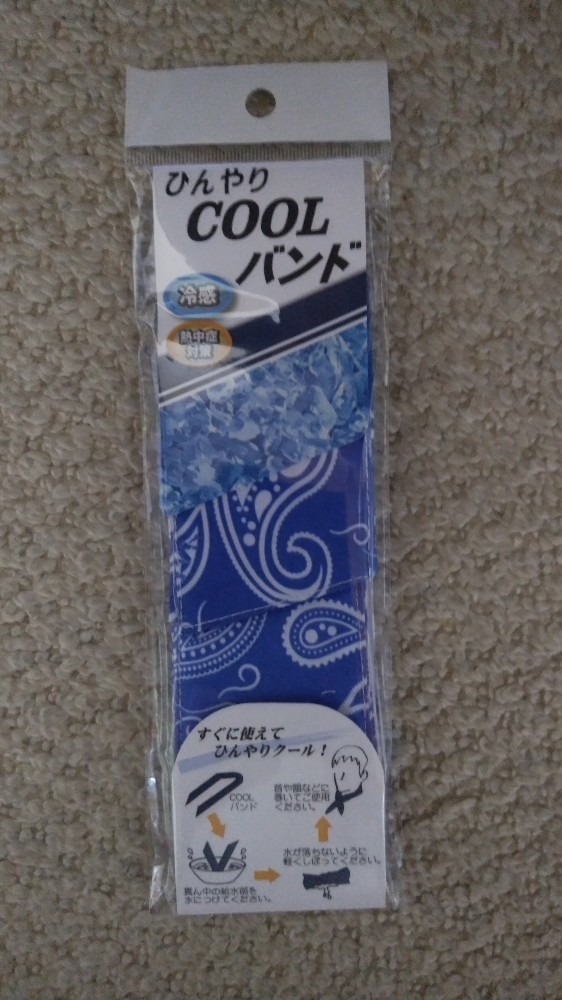 ひんやり
COOL
バンド
冷感
熱中症
対策
すぐに使えて
ひんやりクール！
COOL
バンド
首や頭などに
巻いてご使用
ください。
真ん中の給水部を
水につけてください。
水が落ちないように
軽くしぼってください。